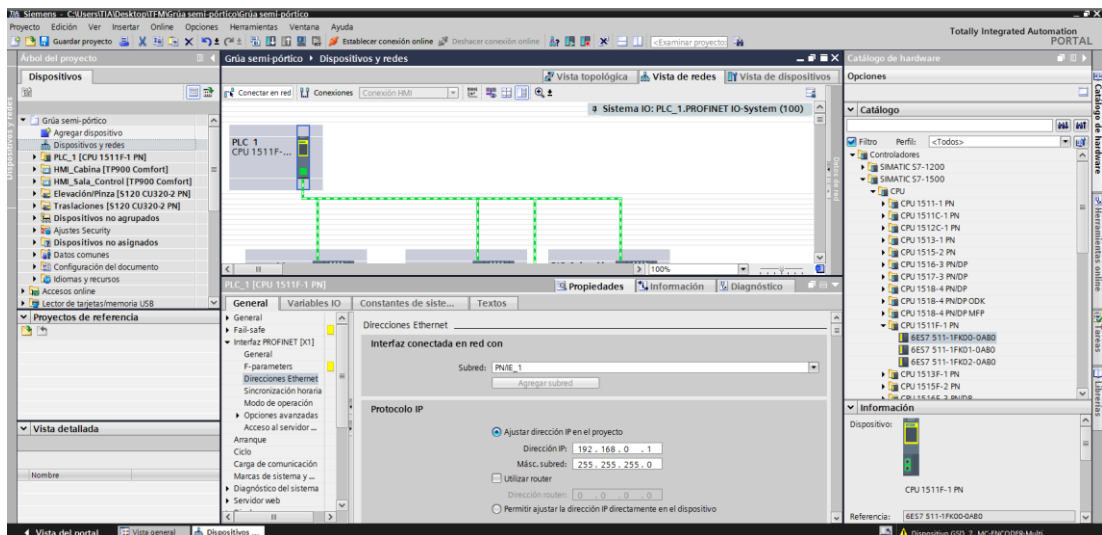 Siemens - C:\Users\TIA\Desktop\TFM\Grúa semi-pórtico\Grúa semi-pórtico
Proyecto Edición Ver Insertar Online Opciones Herramientas Ventana Ayuda
Totally Integrated Automation
PORTAL
Guardar proyecto
Establecer conexión online
Deshacer conexión online
<Examinar proyecto>
Árbol del proyecto
Dispositivos
Dispositivos y redes
Grúa semi-pórtico
Agregar dispositivo
Dispositivos y redes
PLC_1 [CPU 1511F-1 PN]
HMI_Cabina [TP900 Comfort]
HMI_Sala_Control [TP900 Comfort]
Elevación/Pinza [S120 CU320-2 PN]
Traslaciones [S120 CU320-2 PN]
Dispositivos no agrupados
Ajustes Security
Dispositivos no asignados
Datos comunes
Configuración del documento
Idiomas y recursos
Accesos online
Lector de tarjetas/memoria USB
Proyectos de referencia
Vista detallada
Nombre
Grúa semi-pórtico
Dispositivos y redes
Vista topológica
Vista de redes
Vista de dispositivos
Conectar en red
Conexiones
Conexión HMI
Sistema IO: PLC_1.PROFINET IO-System (100)
PLC_1
CPU 1511F-...
Datos de red
100%
PLC_1 [CPU 1511F-1 PN]
Propiedades
Información
Diagnóstico
General
Variables IO
Constantes de siste...
Textos
General
Fail-safe
Interfaz PROFINET [X1]
General
F-parameters
Direcciones Ethernet
Sincronización horaria
Modo de operación
Opciones avanzadas
Acceso al servidor ...
Arranque
Ciclo
Carga de comunicación
Marcas de sistema y ...
Diagnóstico del sistema
Servidor web
Direcciones Ethernet
Interfaz conectada en red con
Subred: PN/IE_1
Agregar subred
Protocolo IP
Ajustar dirección IP en el proyecto
Dirección IP: 192 . 168 . 0 . 1
Másc. subred: 255 . 255 . 255 . 0
Utilizar router
Dirección router: 0 . 0 . 0 . 0
Permitir ajustar la dirección IP directamente en el dispositivo
Catálogo de hardware
Opciones
Catálogo
Filtro
Perfil:
<Todos>
Controladores
SIMATIC S7-1200
SIMATIC S7-1500
CPU
CPU 1511-1 PN
CPU 1511C-1 PN
CPU 1512C-1 PN
CPU 1513-1 PN
CPU 1515-2 PN
CPU 1516-3 PN/DP
CPU 1517-3 PN/DP
CPU 1518-4 PN/DP
CPU 1518-4 PN/DP ODK
CPU 1518-4 PN/DP MFP
CPU 1511F-1 PN
6ES7 511-1FK00-0AB0
6ES7 511-1FK01-0AB0
6ES7 511-1FK02-0AB0
CPU 1513F-1 PN
CPU 1515F-2 PN
CPU 1516F-3 PN/DP
Información
Dispositivo:
CPU 1511F-1 PN
Referencia:
6ES7 511-1FK00-0AB0
Catálogo de hardware
Herramientas online
Tareas
Librerías
Vista del portal
Vista general
Dispositivos ...